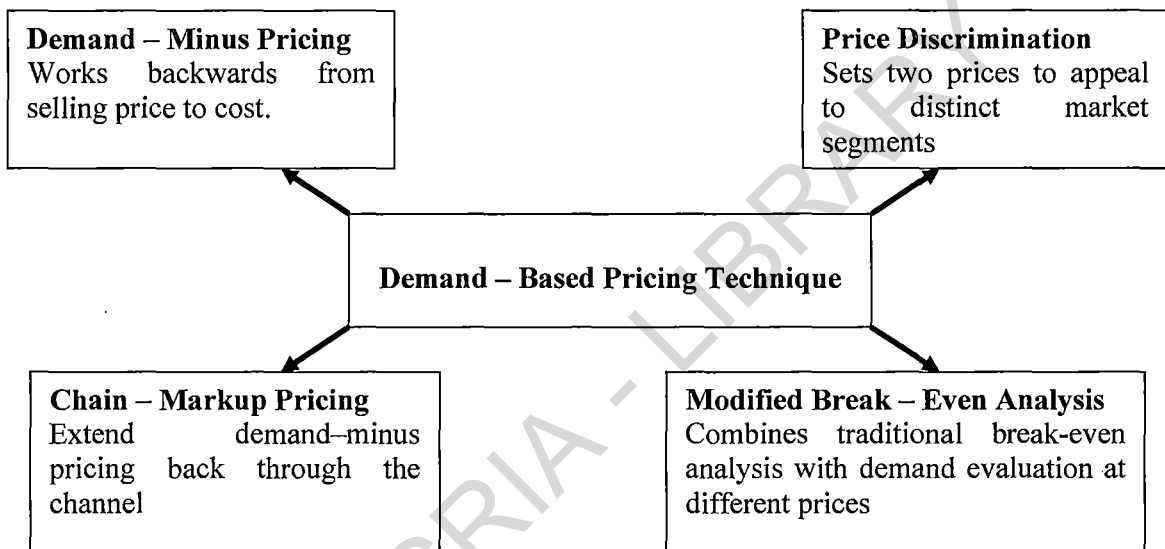 Demand – Minus Pricing
Works backwards from
selling price to cost.
Price Discrimination
Sets two prices to appeal
to distinct market
segments
Demand – Based Pricing Technique
Chain – Markup Pricing
Extend demand–minus
pricing back through the
channel
Modified Break – Even Analysis
Combines traditional break-even
analysis with demand evaluation at
different prices
CRIA - LIBRARY